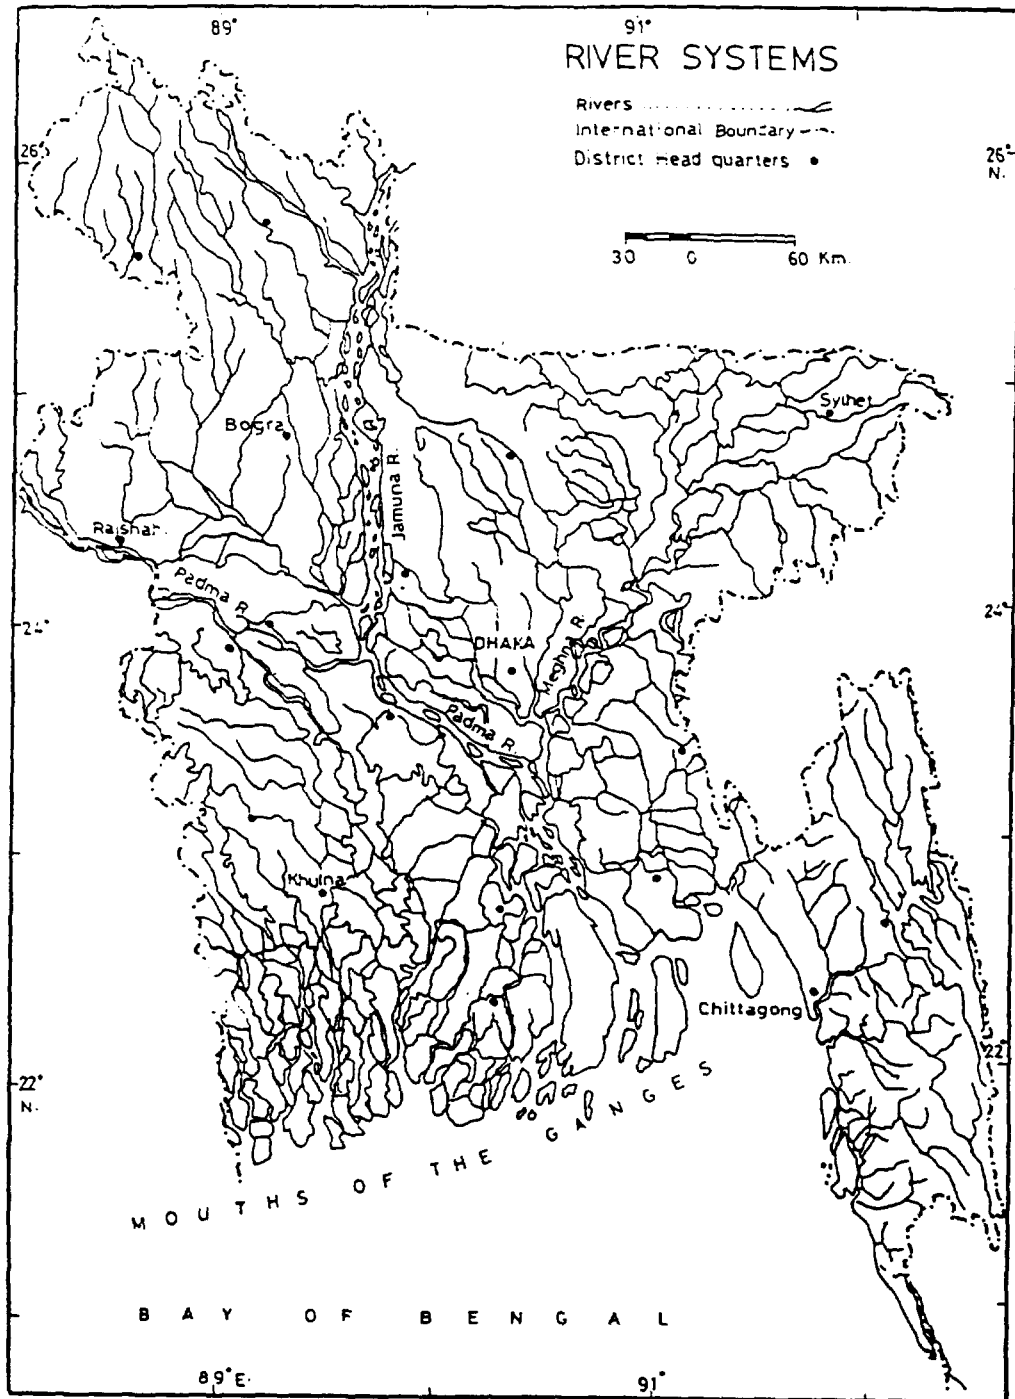 89°
91°
RIVER SYSTEMS
Rivers
International Boundary
District Head quarters
26°
26°
N.
30 0 60 Km.
Sylhet
Bogra
Jamuna R.
Rajshahi
Padma R.
24°
24°
DHAKA
Meghna R.
Padma R.
Khulna
Chittagong
22°
N.
22°
MOUTHS OF THE GANGES
BAY OF BENGAL
89°E.
91°